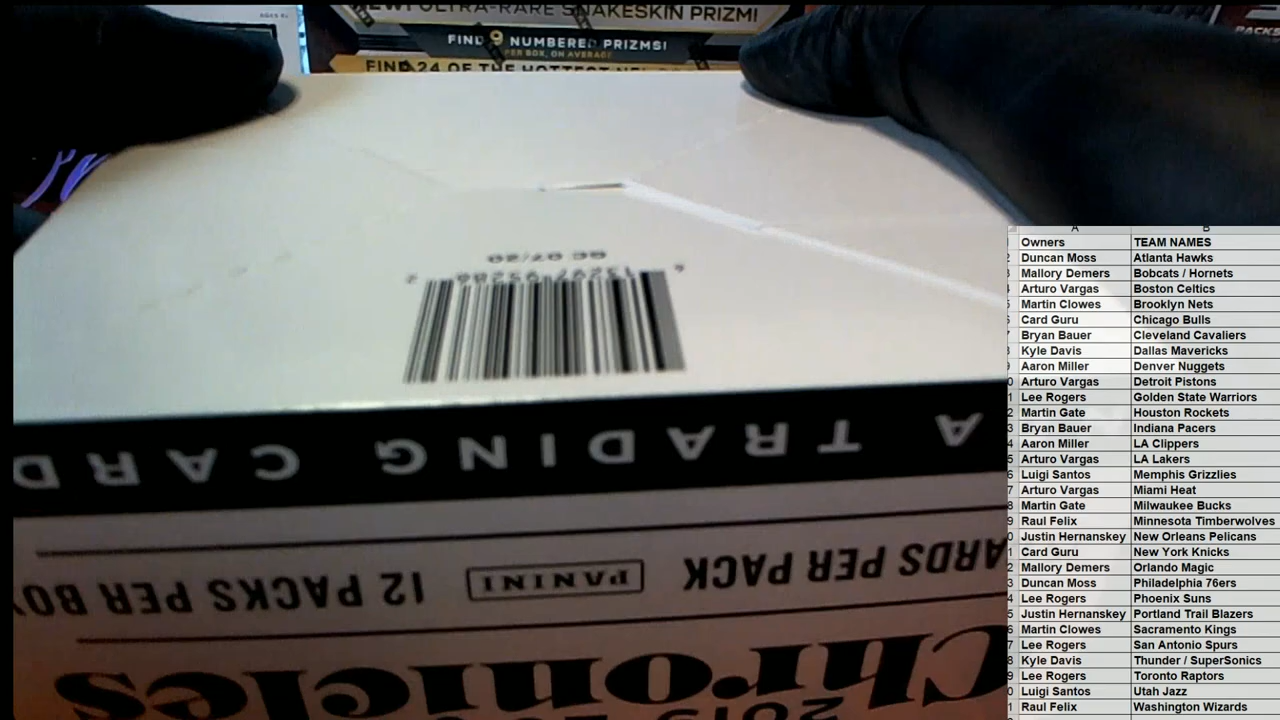 NEW! ULTRA-RARE SNAKESKIN PRIZM!
FIND 9 NUMBERED PRIZMS!
PER BOX, ON AVERAGE!
FIND 24 OF THE HOTTEST
PACKS
QC 07/20
A TRADING CARD
ARDS PER PACK PANINI 12 PACKS PER BOX
Chronicles
2019
Owners TEAM NAMES
Duncan Moss Atlanta Hawks
Mallory Demers Bobcats / Hornets
Arturo Vargas Boston Celtics
Martin Clowes Brooklyn Nets
Card Guru Chicago Bulls
Bryan Bauer Cleveland Cavaliers
Kyle Davis Dallas Mavericks
Aaron Miller Denver Nuggets
Arturo Vargas Detroit Pistons
Lee Rogers Golden State Warriors
Martin Gate Houston Rockets
Bryan Bauer Indiana Pacers
Aaron Miller LA Clippers
Arturo Vargas LA Lakers
Luigi Santos Memphis Grizzlies
Arturo Vargas Miami Heat
Martin Gate Milwaukee Bucks
Raul Felix Minnesota Timberwolves
Justin Hernanskey New Orleans Pelicans
Card Guru New York Knicks
Mallory Demers Orlando Magic
Duncan Moss Philadelphia 76ers
Lee Rogers Phoenix Suns
Justin Hernanskey Portland Trail Blazers
Martin Clowes Sacramento Kings
Lee Rogers San Antonio Spurs
Kyle Davis Thunder / SuperSonics
Lee Rogers Toronto Raptors
Luigi Santos Utah Jazz
Raul Felix Washington Wizards